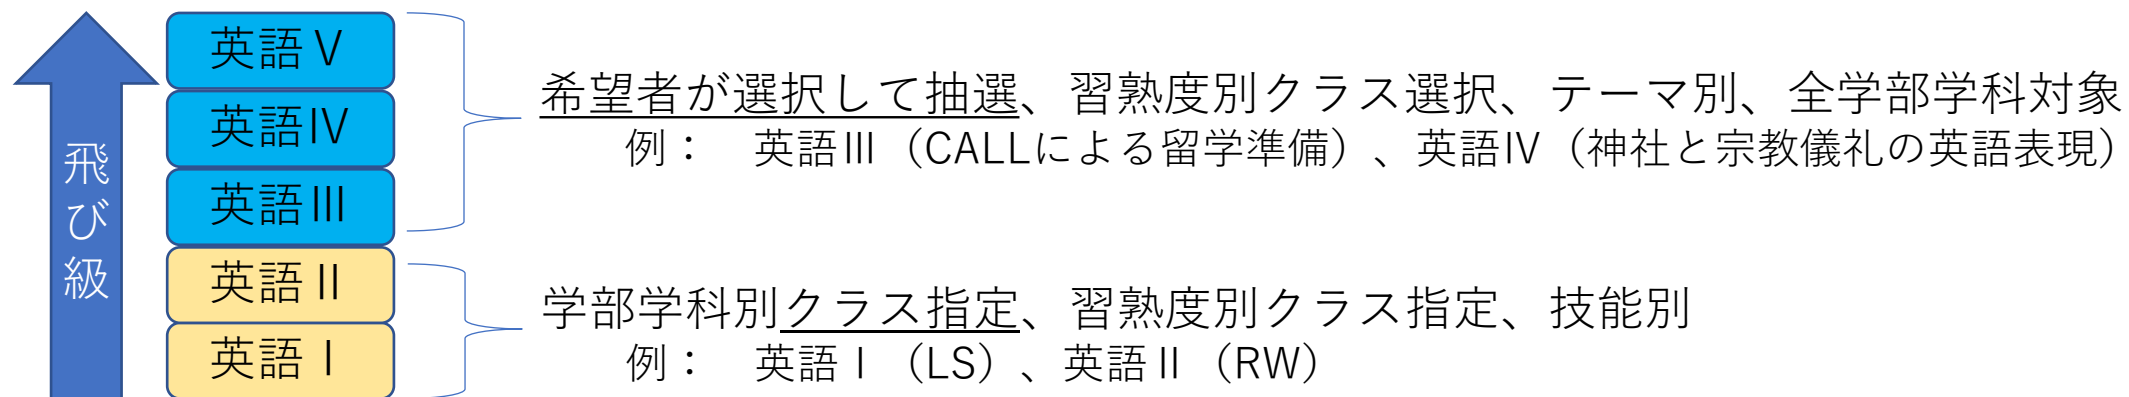 飛び級
英語Ⅴ
英語Ⅳ
英語Ⅲ
英語Ⅱ
英語Ⅰ
希望者が選択して抽選、習熟度別クラス選択、テーマ別、全学部学科対象
例： 英語Ⅲ（CALLによる留学準備）、英語Ⅳ（神社と宗教儀礼の英語表現）
学部学科別クラス指定、習熟度別クラス指定、技能別
例： 英語Ⅰ（LS）、英語Ⅱ（RW）